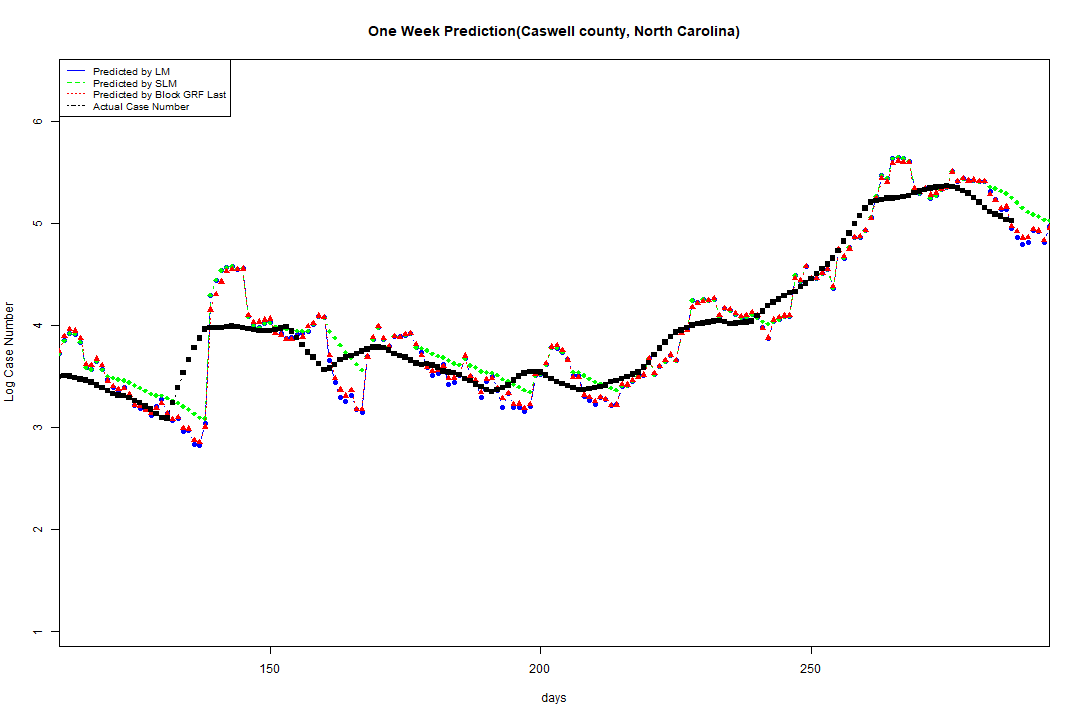 One Week Prediction(Caswell county, North Carolina)
Predicted by LM
Predicted by SLM
Predicted by Block GRF Last
Actual Case Number
6
5
4
3
2
1
Log Case Number
150
200
250
days